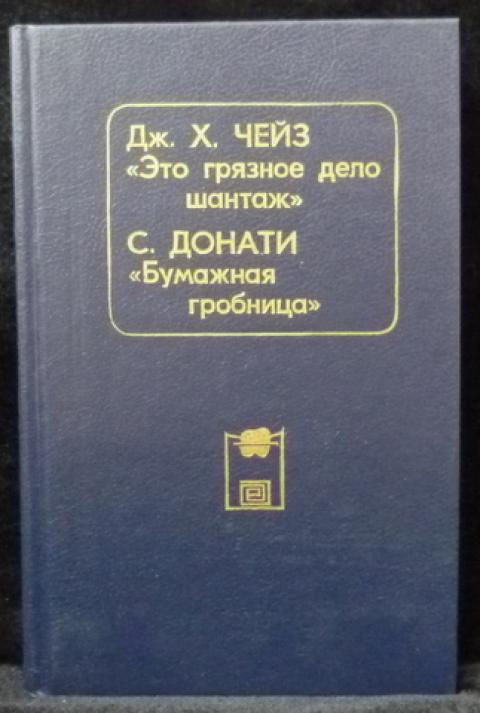 Дж. Х. ЧЕЙЗ
«Это грязное дело
шантаж»
С. ДОНАТИ
«Бумажная
гробница»